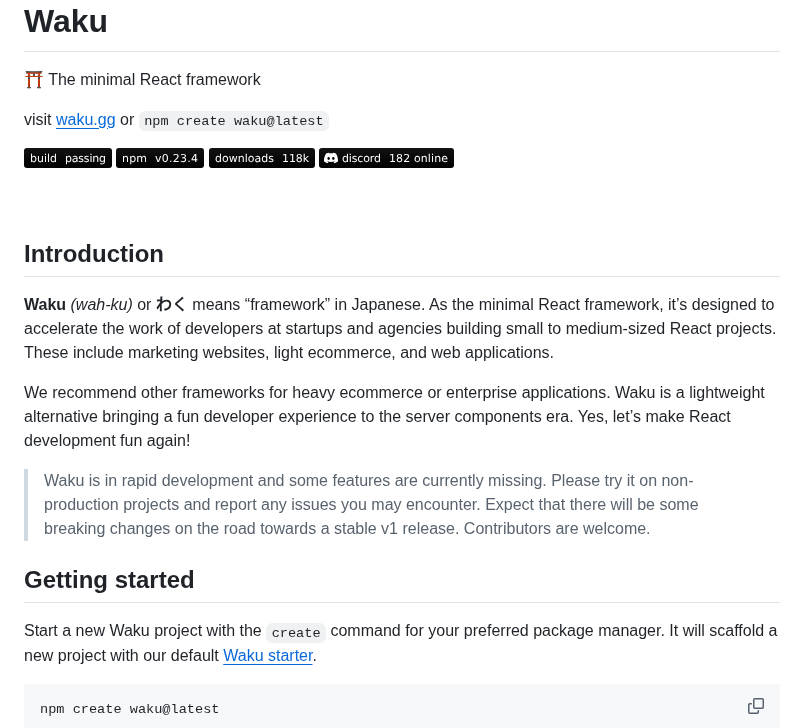 Waku
⛩️ The minimal React framework
visit waku.gg or npm create waku@latest
build passing npm v0.23.4 downloads 118k discord 182 online
Introduction
Waku (wah-ku) or わく means “framework” in Japanese. As the minimal React framework, it’s designed to
accelerate the work of developers at startups and agencies building small to medium-sized React projects.
These include marketing websites, light ecommerce, and web applications.
We recommend other frameworks for heavy ecommerce or enterprise applications. Waku is a lightweight
alternative bringing a fun developer experience to the server components era. Yes, let’s make React
development fun again!
Waku is in rapid development and some features are currently missing. Please try it on non-
production projects and report any issues you may encounter. Expect that there will be some
breaking changes on the road towards a stable v1 release. Contributors are welcome.
Getting started
Start a new Waku project with the create command for your preferred package manager. It will scaffold a
new project with our default Waku starter.
npm create waku@latest